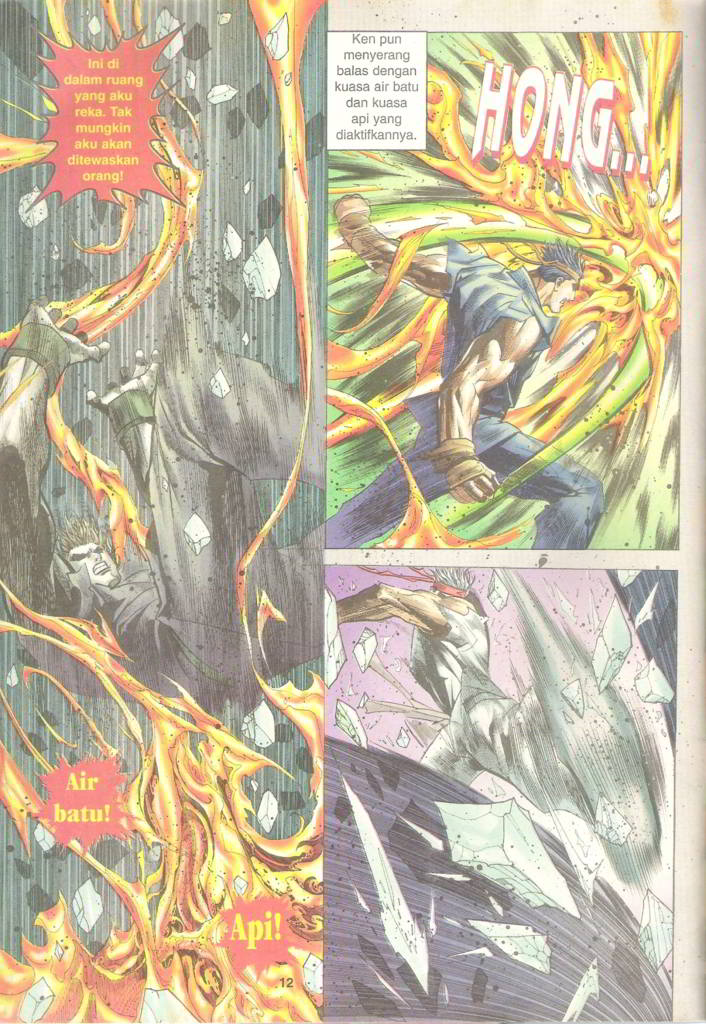 Ini di
dalam ruang
yang aku
reka. Tak
mungkin
aku akan
ditewaskan
orang!
Air
batu!
Api!
12
Ken pun
menyerang
balas dengan
kuasa air batu
dan kuasa
api yang
diaktifkannya.
HONG...